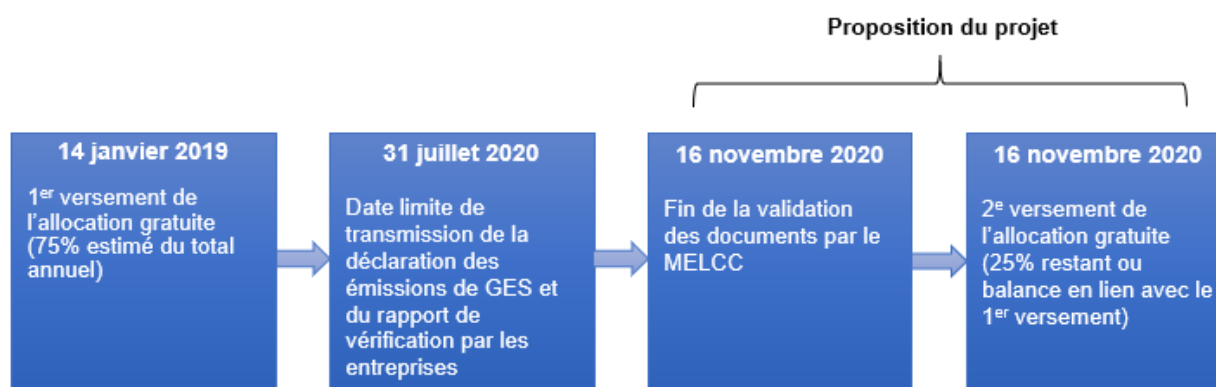 Proposition du projet
14 janvier 2019
1er versement de
l'allocation gratuite
(75% estimé du total
annuel)
31 juillet 2020
Date limite de
transmission de la
déclaration des
émissions de GES et
du rapport de
vérification par les
entreprises
16 novembre 2020
Fin de la validation
des documents par le
MELCC
16 novembre 2020
2e versement de
l'allocation gratuite
(25% restant ou
balance en lien avec le
1er versement)